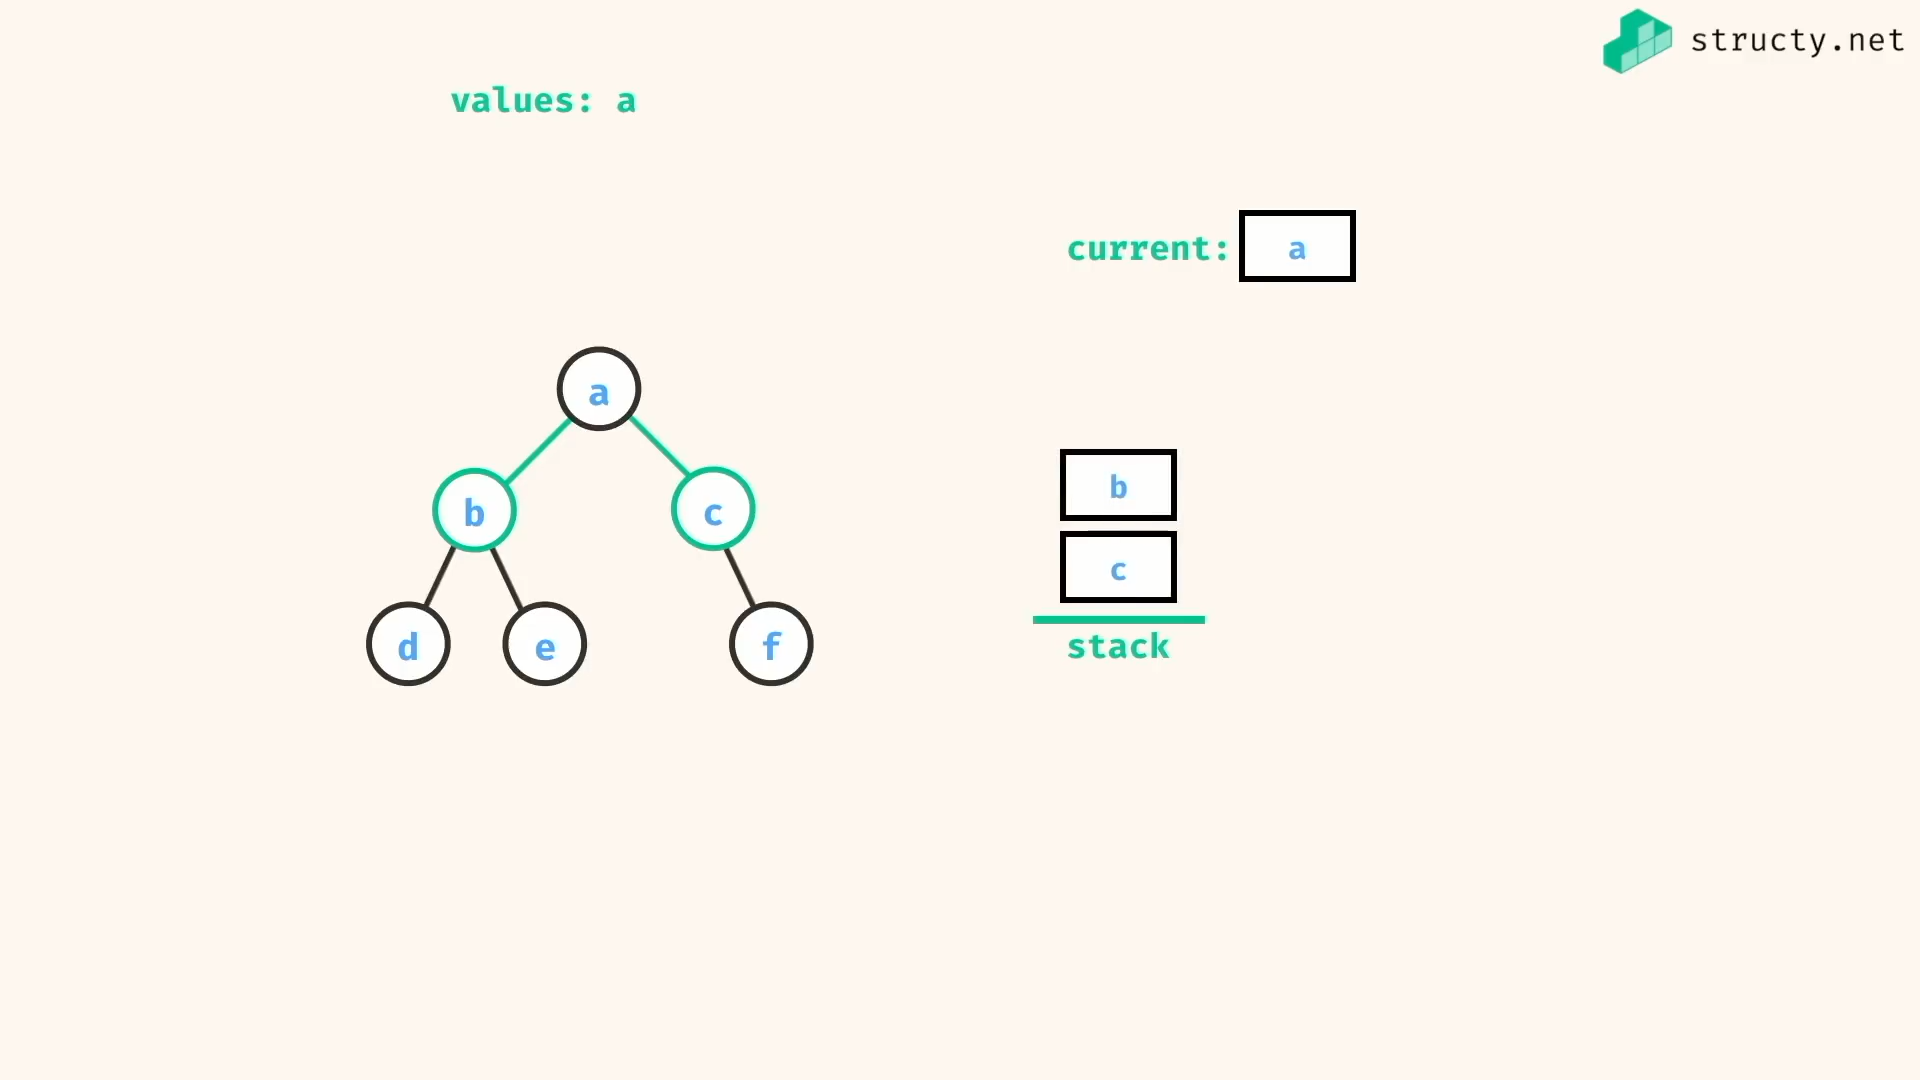 structy.net
values: a
current: a
a
b c
d e f
b
c
stack